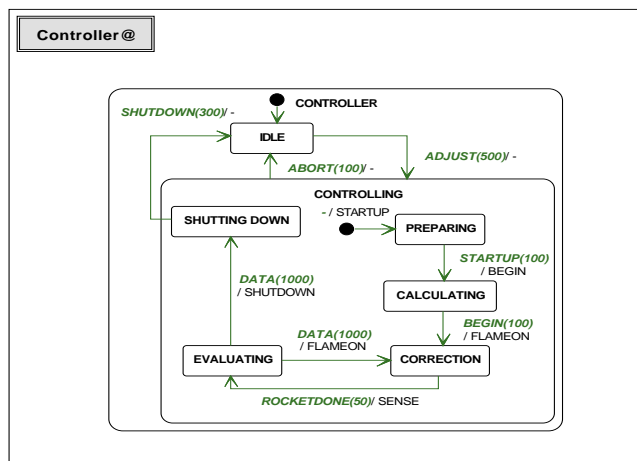 Controller@
CONTROLLER
SHUTDOWN(300)/ -
IDLE
ADJUST(500)/ -
ABORT(100)/ -
CONTROLLING
- / STARTUP
SHUTTING DOWN
PREPARING
STARTUP(100)
/ BEGIN
DATA(1000)
/ SHUTDOWN
CALCULATING
BEGIN(100)
/ FLAMEON
DATA(1000)
/ FLAMEON
EVALUATING
CORRECTION
ROCKETDONE(50)/ SENSE